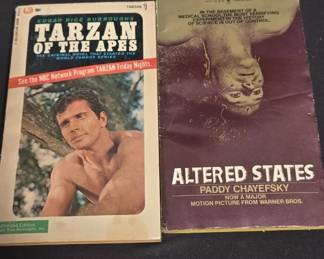 EDGAR RICE BURROUGHS
TARZAN
OF THE APES
THE ORIGINAL NOVEL THAT STARTED THE
WORLD FAMOUS SERIES
See the NBC Network Program TARZAN Friday Nights.
IN THE BASEMENT OF A
MEDICAL SCHOOL THE MOST TERRIFYING
EXPERIMENT IN THE HISTORY
OF SCIENCE IS OUT OF CONTROL.
ALTERED STATES
PADDY CHAYEFSKY
NOW A MAJOR
MOTION PICTURE FROM WARNER BROS.